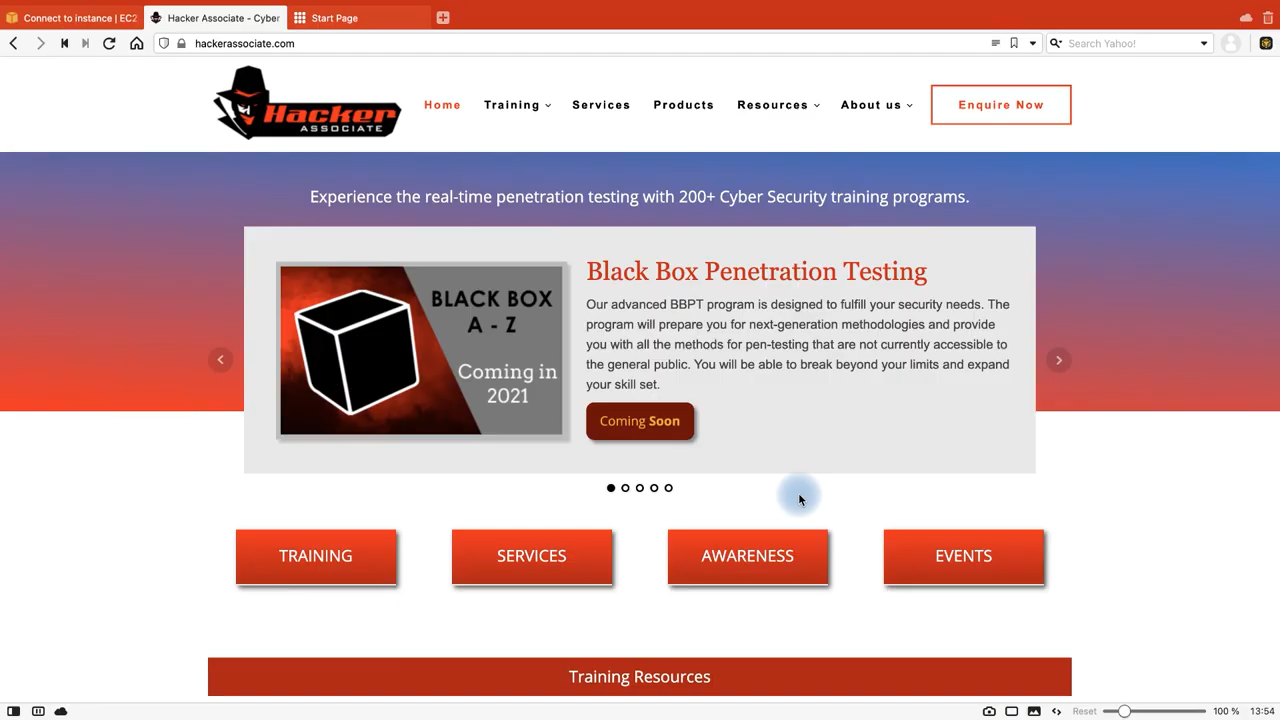 Connect to instance | EC2
Hacker Associate - Cyber
Start Page
hackerassociate.com
Search Yahoo!
Hacker
ASSOCIATE
Home
Training
Services
Products
Resources
About us
Enquire Now
Experience the real-time penetration testing with 200+ Cyber Security training programs.
BLACK BOX
A - Z
Coming in
2021
Black Box Penetration Testing
Our advanced BBPT program is designed to fulfill your security needs. The
program will prepare you for next-generation methodologies and provide
you with all the methods for pen-testing that are not currently accessible to
the general public. You will be able to break beyond your limits and expand
your skill set.
Coming Soon
TRAINING
SERVICES
AWARENESS
EVENTS
Training Resources
Reset
100 %
13:54